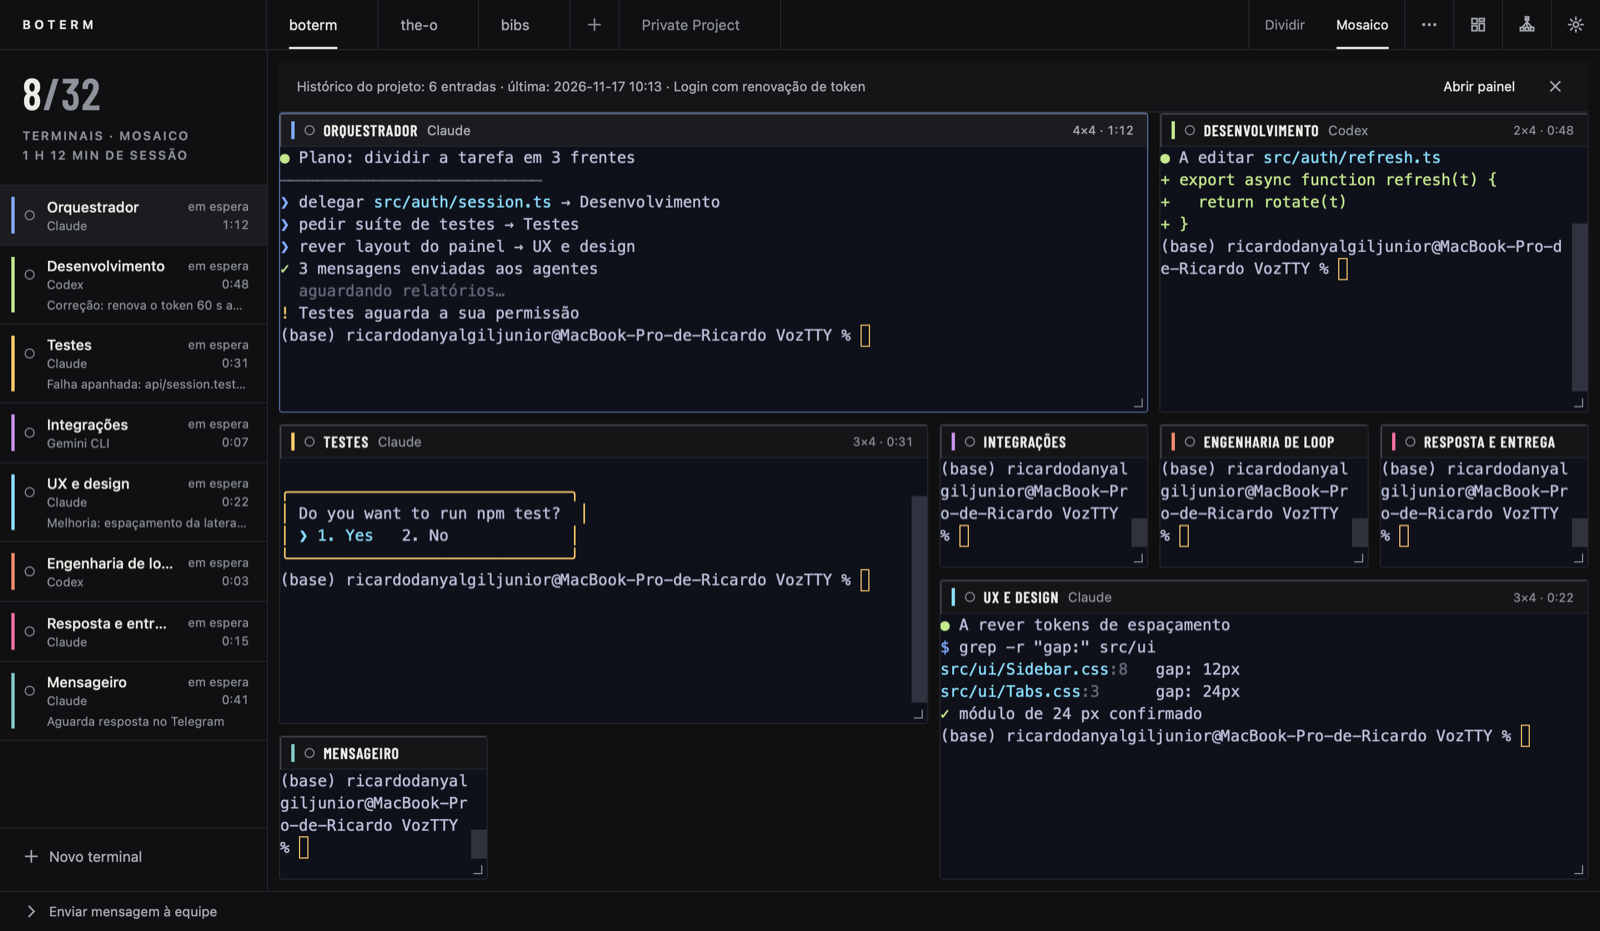 BOTERM
boterm
the-o
bibs
+
Private Project
Dividir
Mosaico
8/32
TERMINAIS · MOSAICO
1 H 12 MIN DE SESSÃO
Orquestrador em espera
Claude 1:12
Desenvolvimento em espera
Codex 0:48
Correção: renova o token 60 s a...
Testes em espera
Claude 0:31
Falha apanhada: api/session.test...
Integrações em espera
Gemini CLI 0:07
UX e design em espera
Claude 0:22
Melhoria: espaçamento da latera...
Engenharia de lo... em espera
Codex 0:03
Resposta e entr... em espera
Claude 0:15
Mensageiro em espera
Claude 0:41
Aguarda resposta no Telegram
+ Novo terminal
Histórico do projeto: 6 entradas · última: 2026-11-17 10:13 · Login com renovação de token
Abrir painel
ORQUESTRADOR Claude 4×4 · 1:12
Plano: dividir a tarefa em 3 frentes
❯ delegar src/auth/session.ts → Desenvolvimento
❯ pedir suíte de testes → Testes
❯ rever layout do painel → UX e design
✓ 3 mensagens enviadas aos agentes
aguardando relatórios…
! Testes aguarda a sua permissão
(base) ricardodanyalgiljunior@MacBook-Pro-de-Ricardo VozTTY %
DESENVOLVIMENTO Codex 2×4 · 0:48
A editar src/auth/refresh.ts
+ export async function refresh(t) {
+ return rotate(t)
+ }
(base) ricardodanyalgiljunior@MacBook-Pro-d
e-Ricardo VozTTY %
TESTES Claude 3×4 · 0:31
Do you want to run npm test?
❯ 1. Yes 2. No
(base) ricardodanyalgiljunior@MacBook-Pro-de-Ricardo VozTTY %
INTEGRAÇÕES
(base) ricardodanyal
giljunior@MacBook-Pr
o-de-Ricardo VozTTY
%
ENGENHARIA DE LOOP
(base) ricardodanyal
giljunior@MacBook-Pr
o-de-Ricardo VozTTY
%
RESPOSTA E ENTREGA
(base) ricardodanyal
giljunior@MacBook-Pr
o-de-Ricardo VozTTY
%
UX E DESIGN Claude 3×4 · 0:22
A rever tokens de espaçamento
$ grep -r "gap:" src/ui
src/ui/Sidebar.css:8 gap: 12px
src/ui/Tabs.css:3 gap: 24px
✓ módulo de 24 px confirmado
(base) ricardodanyalgiljunior@MacBook-Pro-de-Ricardo VozTTY %
MENSAGEIRO
(base) ricardodanyal
giljunior@MacBook-Pr
o-de-Ricardo VozTTY
%
Enviar mensagem à equipe